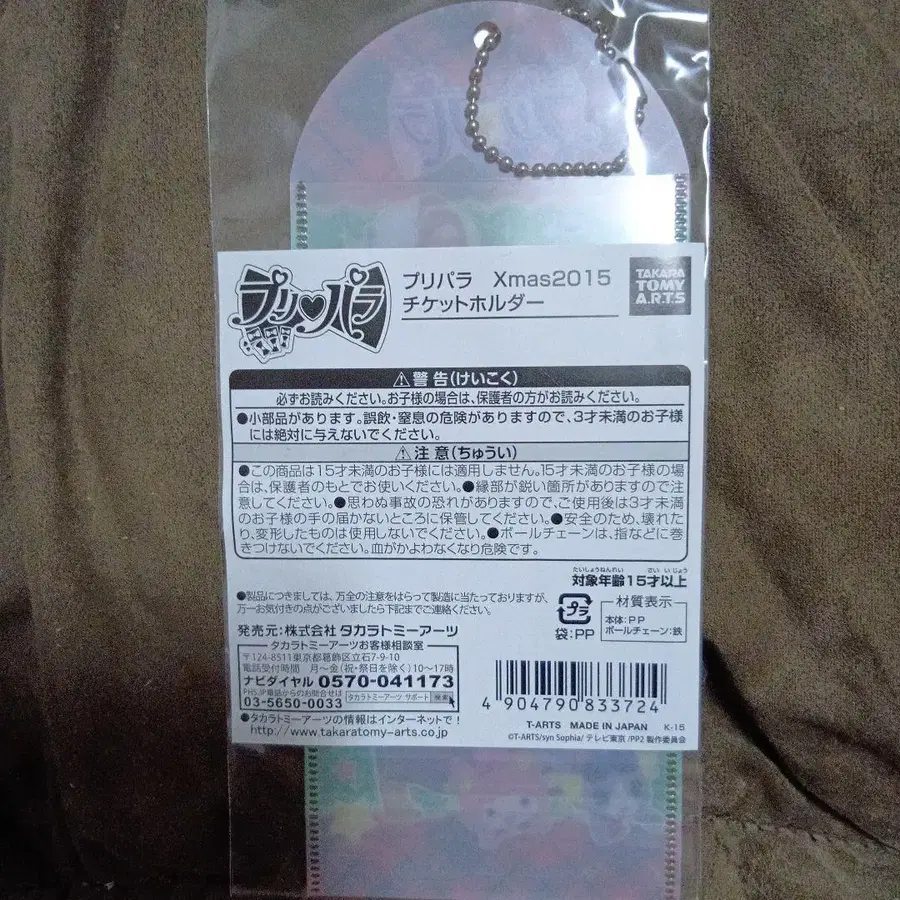 プリパラ
プリ♥パラ
プリパラ Xmas2015
チケットホルダー
TAKARA
TOMY
A.R.T.S
⚠警告(けいこく)
必ずお読みください。お子様の場合は、保護者の方がお読みください。
●小部品があります。誤飲・窒息の危険がありますので、3才未満のお子様
には絶対に与えないでください。
⚠注意(ちゅうい)
●この商品は15才未満のお子様には適用しません。15才未満のお子様の場
合は、保護者のもとでお使いください。●縁部が鋭い箇所がありますので注
意してください。●思わぬ事故の恐れがありますので、ご使用後は3才未満
のお子様の手の届かないところに保管してください。●安全のため、壊れた
り、変形したものは使用しないでください。●ボールチェーンは、指などに巻
きつけないでください。血がかよわなくなり危険です。
たいしょうねんれい さい いじょう
対象年齢15才以上
●製品につきましては、万全の注意をはらって製造に当たっておりますが、
万一お気付きの点がございましたら下記までご連絡ください。
プラ
袋:PP
材質表示
本体:PP
ボールチェーン:鉄
発売元:株式会社 タカラトミーアーツ
タカラトミーアーツお客様相談室
〒124-8511東京都葛飾区立石7-9-10
電話受付時間 月〜金(祝・祭日を除く)10〜17時
ナビダイヤル 0570-041173
PHS、IP電話からのお問合せは
03-5650-0033
タカラトミーアーツ サポート 検索
●タカラトミーアーツの情報はインターネットで!
http://www.takaratomy-arts.co.jp
4 904790 833724
T-ARTS MADE IN JAPAN K-15
©T-ARTS/syn Sophia/テレビ東京/PP2製作委員会